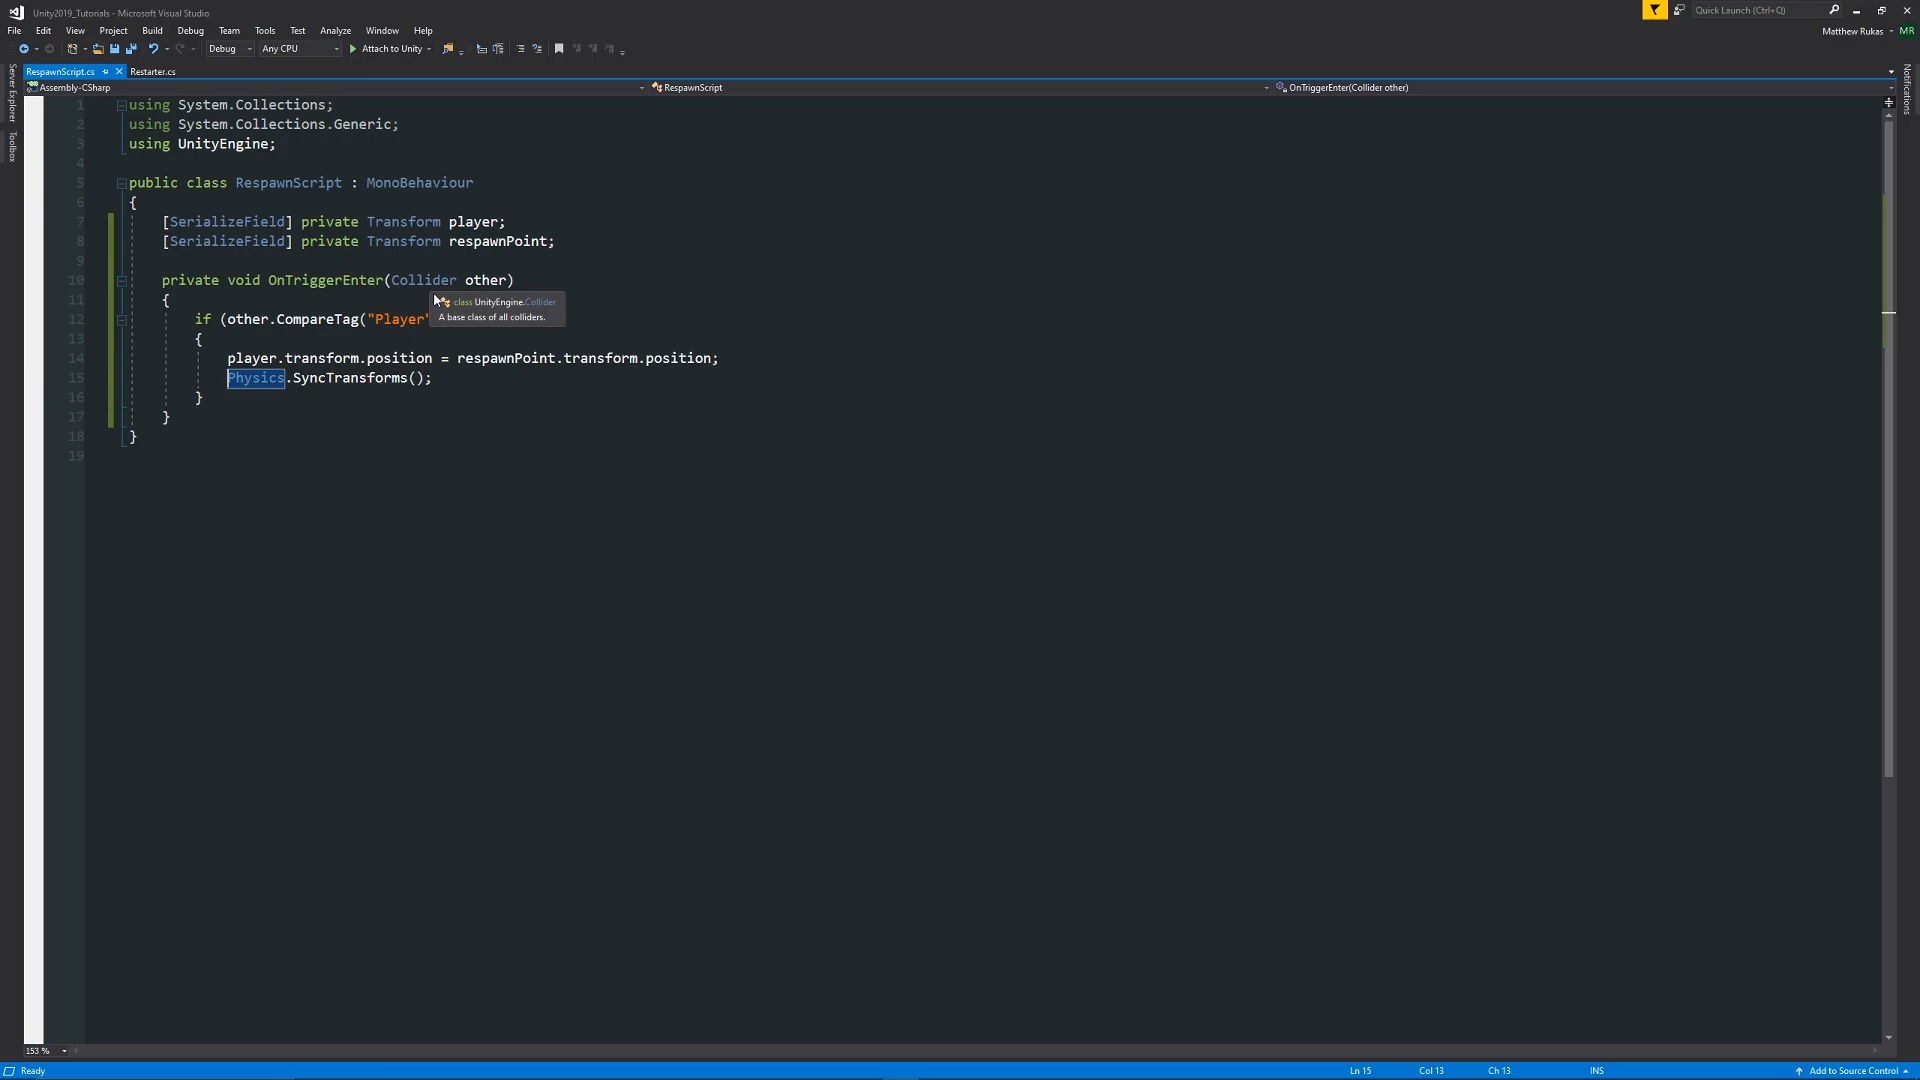 Unity2019_Tutorials - Microsoft Visual Studio
Quick Launch (Ctrl+Q)
File Edit View Project Build Debug Team Tools Test Analyze Window Help
Matthew Rukas MR
Debug Any CPU Attach to Unity
RespawnScript.cs Restarter.cs
Assembly-CSharp RespawnScript OnTriggerEnter(Collider other)
Server Explorer
Toolbox
Notifications
1 using System.Collections;
2 using System.Collections.Generic;
3 using UnityEngine;
4
5 public class RespawnScript : MonoBehaviour
6 {
7 [SerializeField] private Transform player;
8 [SerializeField] private Transform respawnPoint;
9
10 private void OnTriggerEnter(Collider other)
11 {
class UnityEngine.Collider
A base class of all colliders.
12 if (other.CompareTag("Player"
13 {
14 player.transform.position = respawnPoint.transform.position;
15 Physics.SyncTransforms();
16 }
17 }
18 }
19
153 %
Ready Ln 15 Col 13 Ch 13 INS Add to Source Control